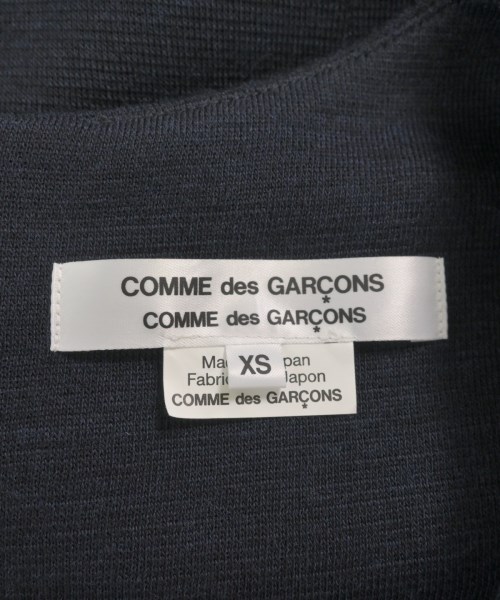 COMME des GARÇONS
COMME des GARÇONS
XS
Ma pan
Fabri Japon
COMME des GARÇONS